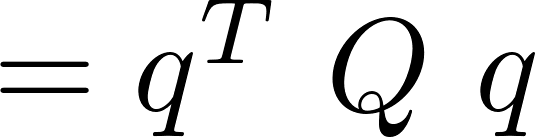 = q^T Q q